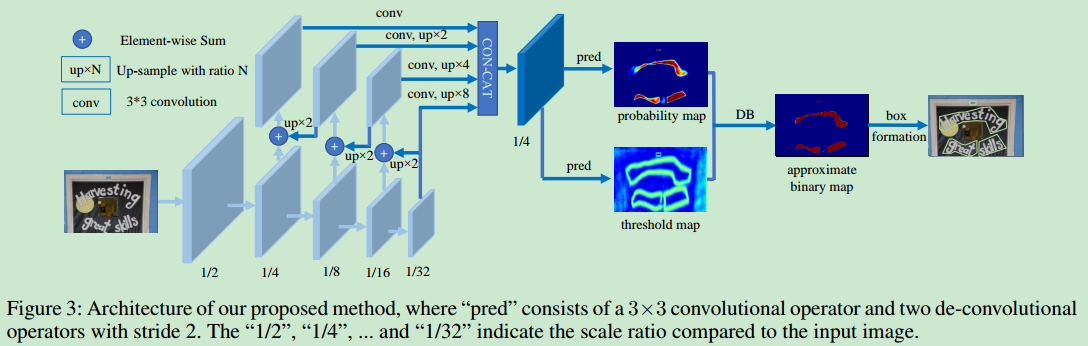 conv
conv, up×2
Element-wise Sum
up×N Up-sample with ratio N
conv, up×4
conv 3*3 convolution
conv, up×8
CON-CAT
pred
probability map
up×2
up×2
up×2
1/4
DB
box
formation
pred
approximate
binary map
threshold map
Harvesting
great skills
Harvesting
great skills
1/2
1/4
1/8
1/16
1/32
Figure 3: Architecture of our proposed method, where “pred” consists of a 3×3 convolutional operator and two de-convolutional
operators with stride 2. The “1/2”, “1/4”, ... and “1/32” indicate the scale ratio compared to the input image.